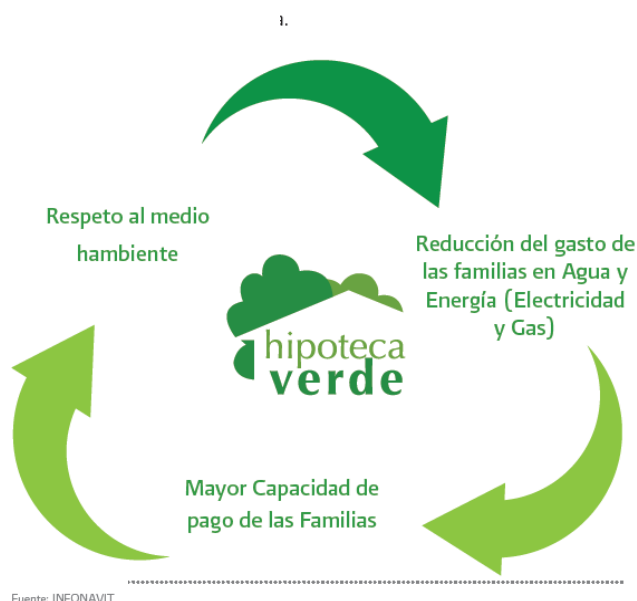 a.
Respeto al medio
hambiente
Reducción del gasto de
las familias en Agua y
Energía (Electricidad
y Gas)
hipoteca
verde
Mayor Capacidad de
pago de las Familias
Fuente: INFONAVIT